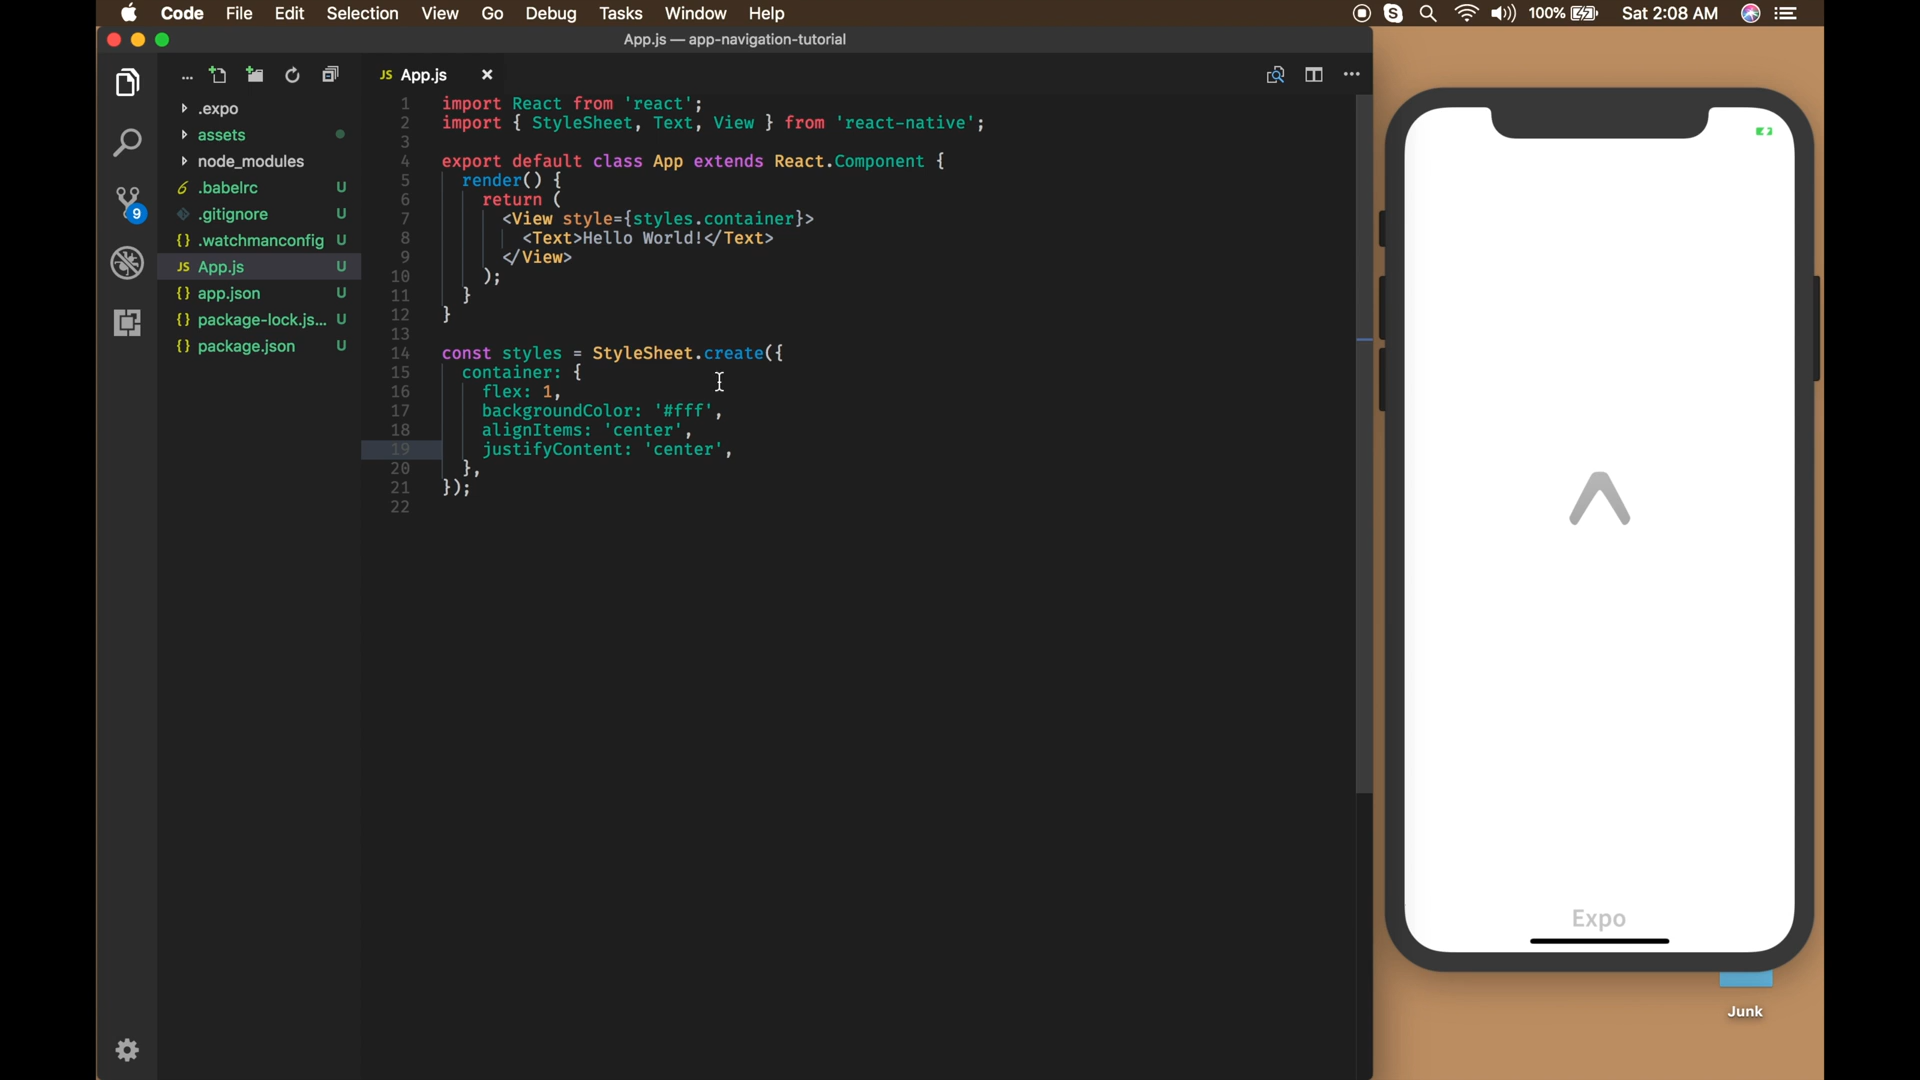 Code File Edit Selection View Go Debug Tasks Window Help 100% Sat 2:08 AM
App.js — app-navigation-tutorial
... JS App.js
.expo
assets
node_modules
.babelrc U
.gitignore U
{} .watchmanconfig U
JS App.js U
{} app.json U
{} package-lock.js... U
{} package.json U
9
1 import React from 'react';
2 import { StyleSheet, Text, View } from 'react-native';
3
4 export default class App extends React.Component {
5 render() {
6 return (
7 <View style={styles.container}>
8 <Text>Hello World!</Text>
9 </View>
10 );
11 }
12 }
13
14 const styles = StyleSheet.create({
15 container: {
16 flex: 1,
17 backgroundColor: '#fff',
18 alignItems: 'center',
19 justifyContent: 'center',
20 },
21 });
22
Expo
Junk